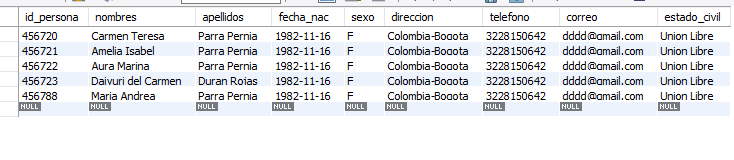 id_persona nombres apellidos fecha_nac sexo direccion telefono correo estado_civil
456720 Carmen Teresa Parra Pernia 1982-11-16 F Colombia-Bogota 3228150642 dddd@gmail.com Union Libre
456721 Amelia Isabel Parra Pernia 1982-11-16 F Colombia-Bogota 3228150642 dddd@gmail.com Union Libre
456722 Aura Marina Parra Pernia 1982-11-16 F Colombia-Bogota 3228150642 dddd@gmail.com Union Libre
456723 Daivuri del Carmen Duran Rojas 1982-11-16 F Colombia-Bogota 3228150642 dddd@gmail.com Union Libre
456788 Maria Andrea Parra Pernia 1982-11-16 F Colombia-Bogota 3228150642 dddd@gmail.com Union Libre
NULL NULL NULL NULL NULL NULL NULL NULL NULL